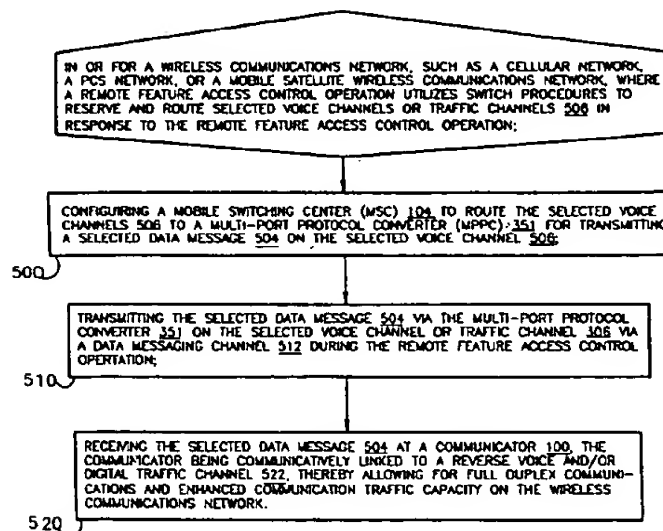 IN OR FOR A WIRELESS COMMUNICATIONS NETWORK, SUCH AS A CELLULAR NETWORK,
A PCS NETWORK, OR A MOBILE SATELLITE WIRELESS COMMUNICATIONS NETWORK, WHERE
A REMOTE FEATURE ACCESS CONTROL OPERATION UTILIZES SWITCH PROCEDURES TO
RESERVE AND ROUTE SELECTED VOICE CHANNELS OR TRAFFIC CHANNELS 506 IN
RESPONSE TO THE REMOTE FEATURE ACCESS CONTROL OPERATION;
CONFIGUIRING A MOBILE SWITCHING CENTER (MSC) 104 TO ROUTE THE SELECTED VOICE
CHANNELS 506 TO A MULTI-PORT PROTOCOL CONVERTER (MPPC) 351 FOR TRANSMITTING
A SELECTED DATA MESSAGE 504 ON THE SELECTED VOICE CHANNEL 506;
500
TRANSMITTING THE SELECTED DATA MESSAGE 504 VIA THE MULTI-PORT PROTOCOL
CONVERTER 351 ON THE SELECTED VOICE CHANNEL OR TRAFFIC CHANNEL 306 VIA
A DATA MESSAGING CHANNEL 512 DURING THE REMOTE FEATURE ACCESS CONTROL
OPERTATION;
510
RECEIVING THE SELECTED DATA MESSAGE 504 AT A COMMUNICATOR 100, THE
COMMUNICATOR BEING COMMUNICATIVELY LINKED TO A REVERSE VOICE AND/OR
DIGITAL TRAFFIC CHANNEL 522, THEREBY ALLOWING FOR FULL DUPLEX COMMUNI-
CATIONS AND ENHANCED COMMUNICATION TRAFFIC CAPACITY ON THE WIRELESS
COMMUNICATIONS NETWORK.
520